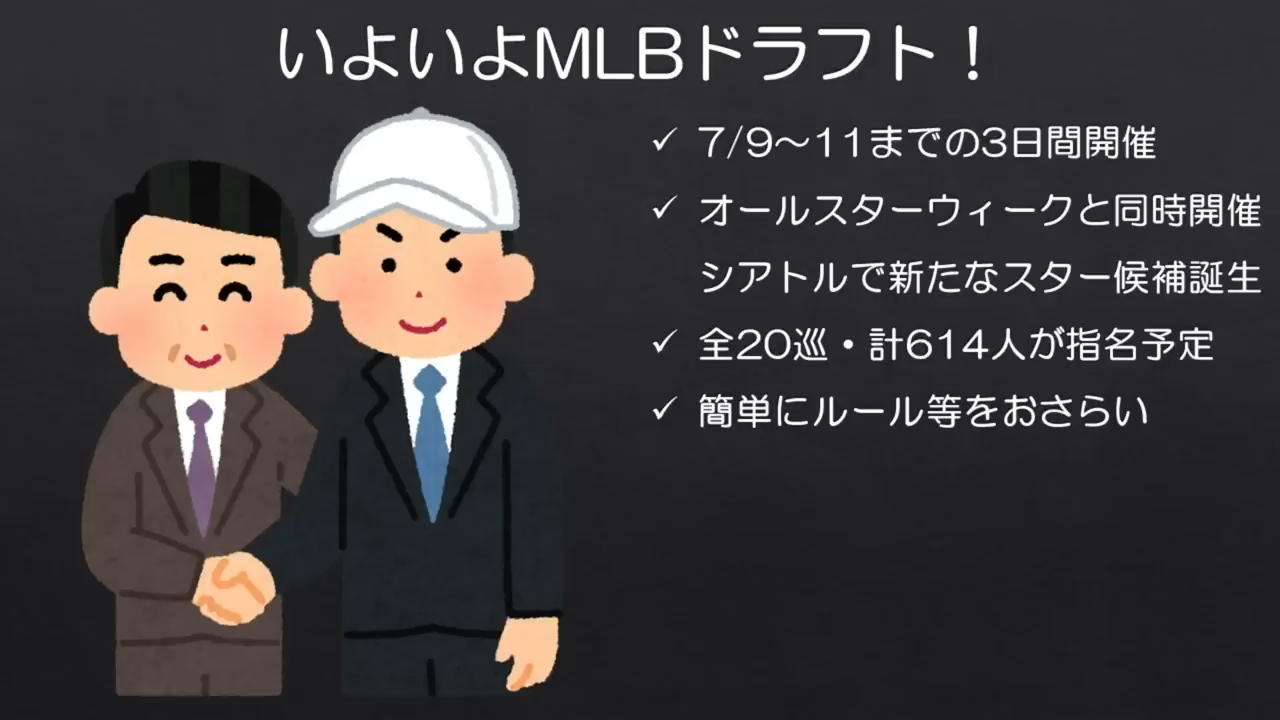 いよいよMLBドラフト！
✓ 7/9～11までの3日間開催
✓ オールスターウィークと同時開催
シアトルで新たなスター候補誕生
✓ 全20巡・計614人が指名予定
✓ 簡単にルール等をおさらい